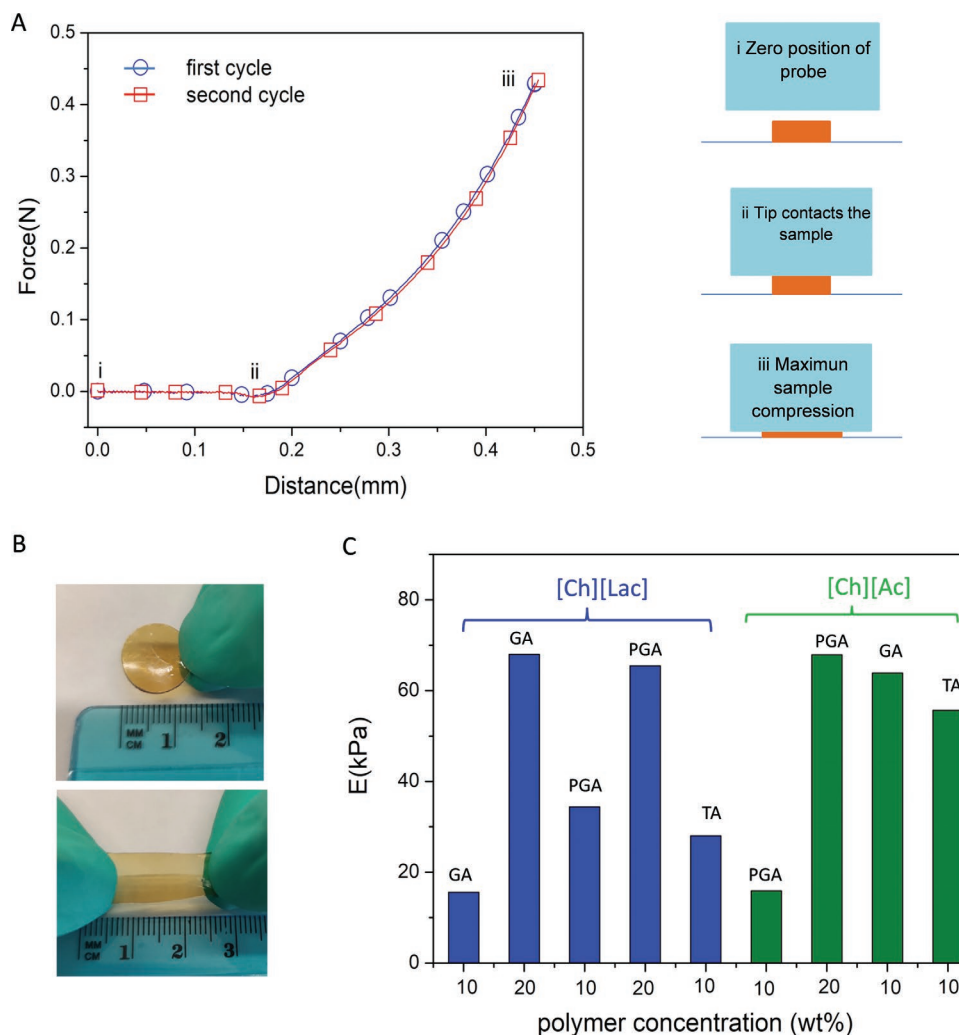 A
0.5
0.4
0.3
0.2
0.1
0.0
Force(N)
first cycle
second cycle
i
ii
iii
0.0 0.1 0.2 0.3 0.4 0.5
Distance(mm)
i Zero position of
probe
ii Tip contacts the
sample
iii Maximun
sample
compression
B
MM
CM
1 2
MM
CM
1 2 3
C
[Ch][Lac]
[Ch][Ac]
80
60
40
20
0
E(kPa)
GA
GA
PGA
PGA
TA
PGA
PGA
GA
TA
10 20 10 20 10 10 20 10 10
polymer concentration (wt%)